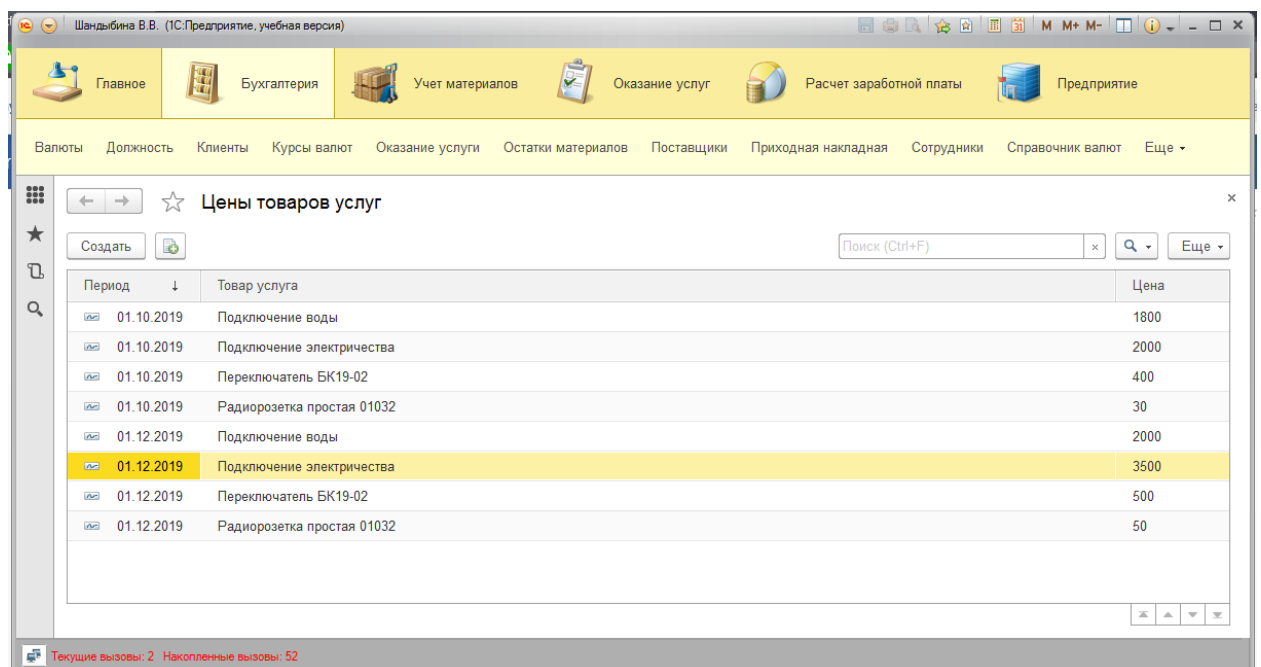 Шандыбина В.В. (1С:Предприятие, учебная версия) 31 M M+ M-
Главное Бухгалтерия Учет материалов Оказание услуг Расчет заработной платы Предприятие
Валюты Должность Клиенты Курсы валют Оказание услуги Остатки материалов Поставщики Приходная накладная Сотрудники Справочник валют Еще
Цены товаров услуг
Создать Поиск (Ctrl+F) × Еще
Период ↓ Товар услуга Цена
01.10.2019 Подключение воды 1800
01.10.2019 Подключение электричества 2000
01.10.2019 Переключатель БК19-02 400
01.10.2019 Радиорозетка простая 01032 30
01.12.2019 Подключение воды 2000
01.12.2019 Подключение электричества 3500
01.12.2019 Переключатель БК19-02 500
01.12.2019 Радиорозетка простая 01032 50
Текущие вызовы: 2 Накопленные вызовы: 52